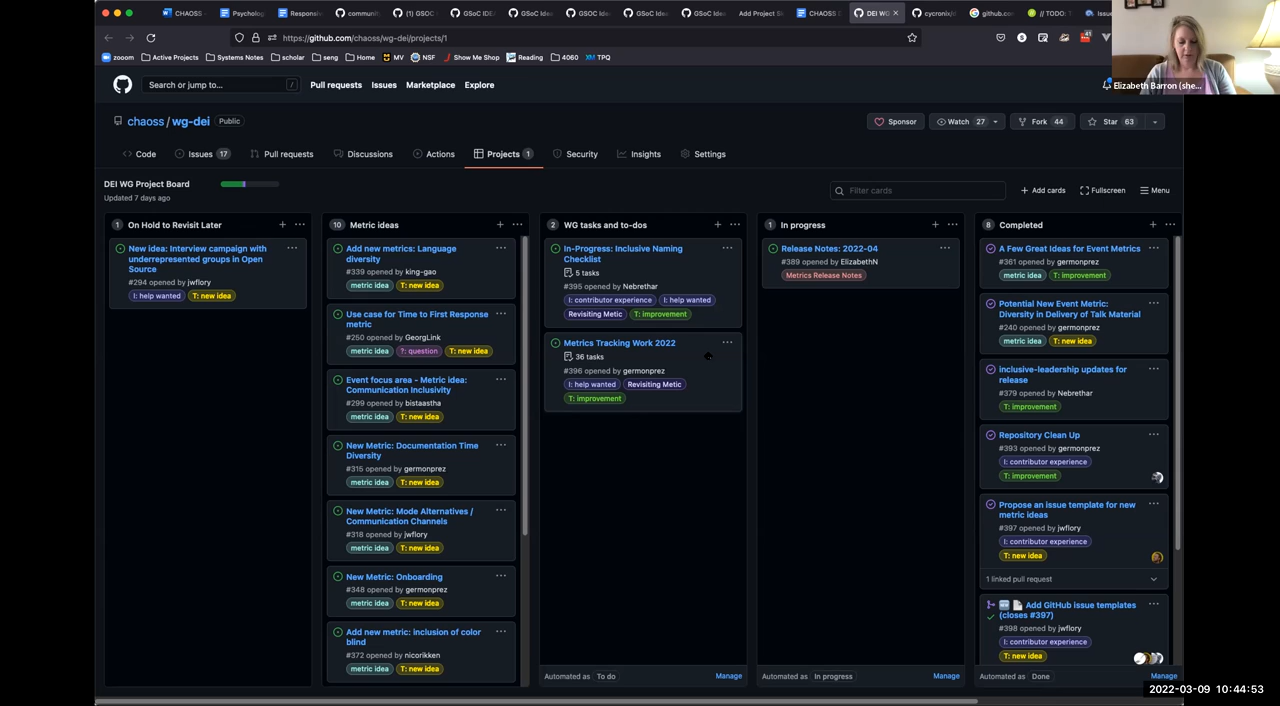 CHAOSS
Psycholog
Responsiv
communit
(1) GSOC
GSoC IDE/
GSoC Idea
GSOC Ide
GSoC Idea
GSoC Idea
Add Project Sl
CHAOSS E
DEI WG
cycronix/W
github.com
// TODO: T
Issue
https://github.com/chaoss/wg-dei/projects/1
41
zooom
Active Projects
Systems Notes
scholar
seng
Home
MV
NSF
Show Me Shop
Reading
4060
TPQ
Search or jump to...
/
Pull requests
Issues
Marketplace
Explore
Elizabeth Barron (she...
chaoss / wg-dei
Public
Sponsor
Watch 27
Fork 44
Star 63
Code
Issues 17
Pull requests
Discussions
Actions
Projects 1
Security
Insights
Settings
DEI WG Project Board
Updated 7 days ago
Filter cards
+ Add cards
Fullscreen
Menu
1 On Hold to Revisit Later
New idea: Interview campaign with
underrepresented groups in Open
Source
#294 opened by jwflory
I: help wanted
T: new idea
10 Metric ideas
Add new metrics: Language
diversity
#339 opened by king-gao
metric idea
T: new idea
Use case for Time to First Response
metric
#250 opened by GeorgLink
metric idea
?: question
T: new idea
Event focus area - Metric idea:
Communication Inclusivity
#299 opened by bistaastha
metric idea
T: new idea
New Metric: Documentation Time
Diversity
#315 opened by germonprez
metric idea
T: new idea
New Metric: Mode Alternatives /
Communication Channels
#318 opened by jwflory
metric idea
T: new idea
New Metric: Onboarding
#348 opened by germonprez
metric idea
T: new idea
Add new metric: inclusion of color
blind
#372 opened by nicorikken
metric idea
T: new idea
2 WG tasks and to-dos
In-Progress: Inclusive Naming
Checklist
5 tasks
#395 opened by Nebrethar
I: contributor experience
I: help wanted
Revisiting Metic
T: improvement
Metrics Tracking Work 2022
36 tasks
#396 opened by germonprez
I: help wanted
Revisiting Metic
T: improvement
Automated as To do
Manage
1 In progress
Release Notes: 2022-04
#389 opened by ElizabethN
Metrics Release Notes
Automated as In progress
Manage
8 Completed
A Few Great Ideas for Event Metrics
#361 opened by germonprez
metric idea
T: improvement
Potential New Event Metric:
Diversity in Delivery of Talk Material
#240 opened by germonprez
metric idea
T: new idea
inclusive-leadership updates for
release
#379 opened by Nebrethar
T: improvement
Repository Clean Up
#393 opened by germonprez
I: contributor experience
T: improvement
Propose an issue template for new
metric ideas
#397 opened by jwflory
I: contributor experience
T: new idea
1 linked pull request
Add GitHub issue templates
(closes #397)
#398 opened by jwflory
I: contributor experience
T: new idea
Automated as Done
Manage
2022-03-09 10:44:53